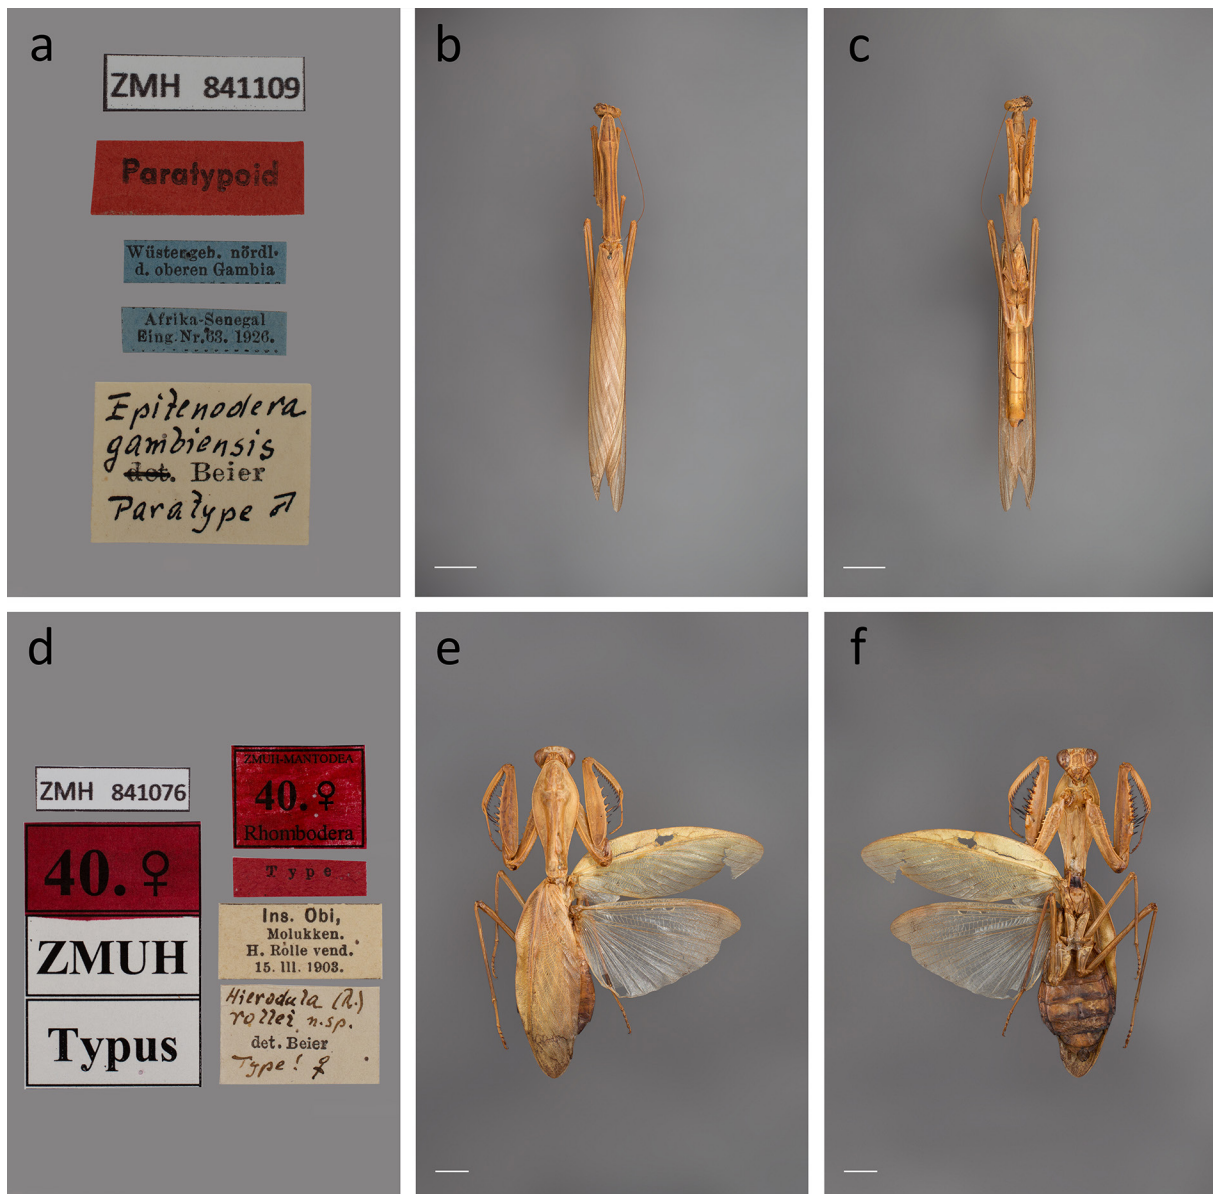 a
ZMH 841109
Paratypoid
Wüstengeb. nördl.
d. oberen Gambia
Afrika-Senegal
Eing. Nr. 63. 1926.
Epitenodera
gambiensis
det. Beier
Paratype ♂
b
c
d
ZMH 841076
40. ♀
ZMUH
Typus
ZMUH-MANTODEA
40. ♀
Rhombodera
Type
Ins. Obi,
Molukken.
H. Rolle vend.
15. III. 1903.
Hierodula (R.)
rollei n.sp.
det. Beier
Type! ♀
e
f